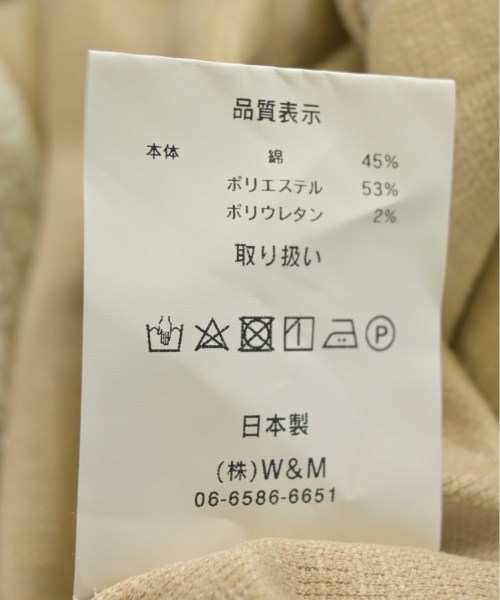 品質表示
本体 綿 45%
ポリエステル 53%
ポリウレタン 2%
取り扱い
P
日本製
(株)W&M
06-6586-6651